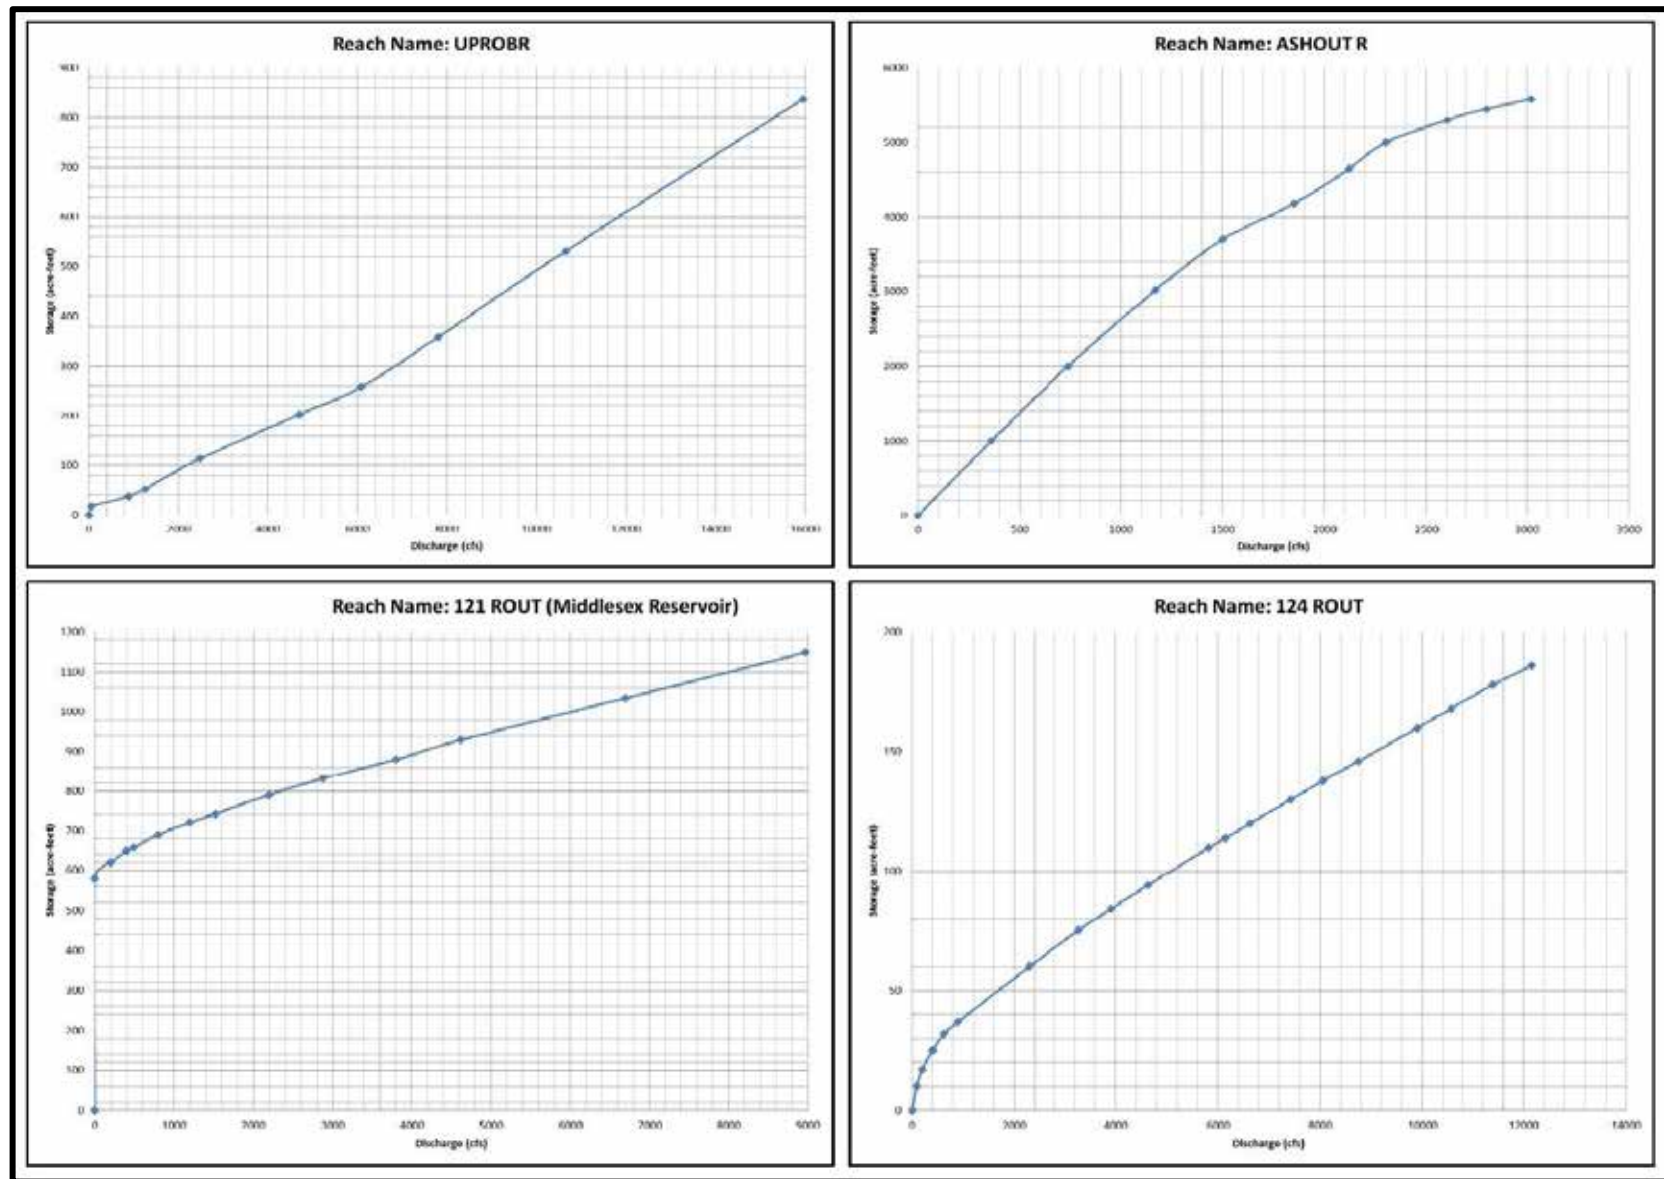 Reach Name: UPROBR
900
800
700
600
500
400
300
200
100
0
Storage (acre-feet)
0 2000 4000 6000 8000 10000 12000 14000 16000
Discharge (cfs)
Reach Name: ASHOUT R
6000
5000
4000
3000
2000
1000
0
Storage (acre-feet)
0 500 1000 1500 2000 2500 3000 3500
Discharge (cfs)
Reach Name: 121 ROUT (Middlesex Reservoir)
1200
1100
1000
900
800
700
600
500
400
300
200
100
0
Storage (acre-feet)
0 1000 2000 3000 4000 5000 6000 7000 8000 9000
Discharge (cfs)
Reach Name: 124 ROUT
200
150
100
50
0
Storage (acre-feet)
0 2000 4000 6000 8000 10000 12000 14000
Discharge (cfs)